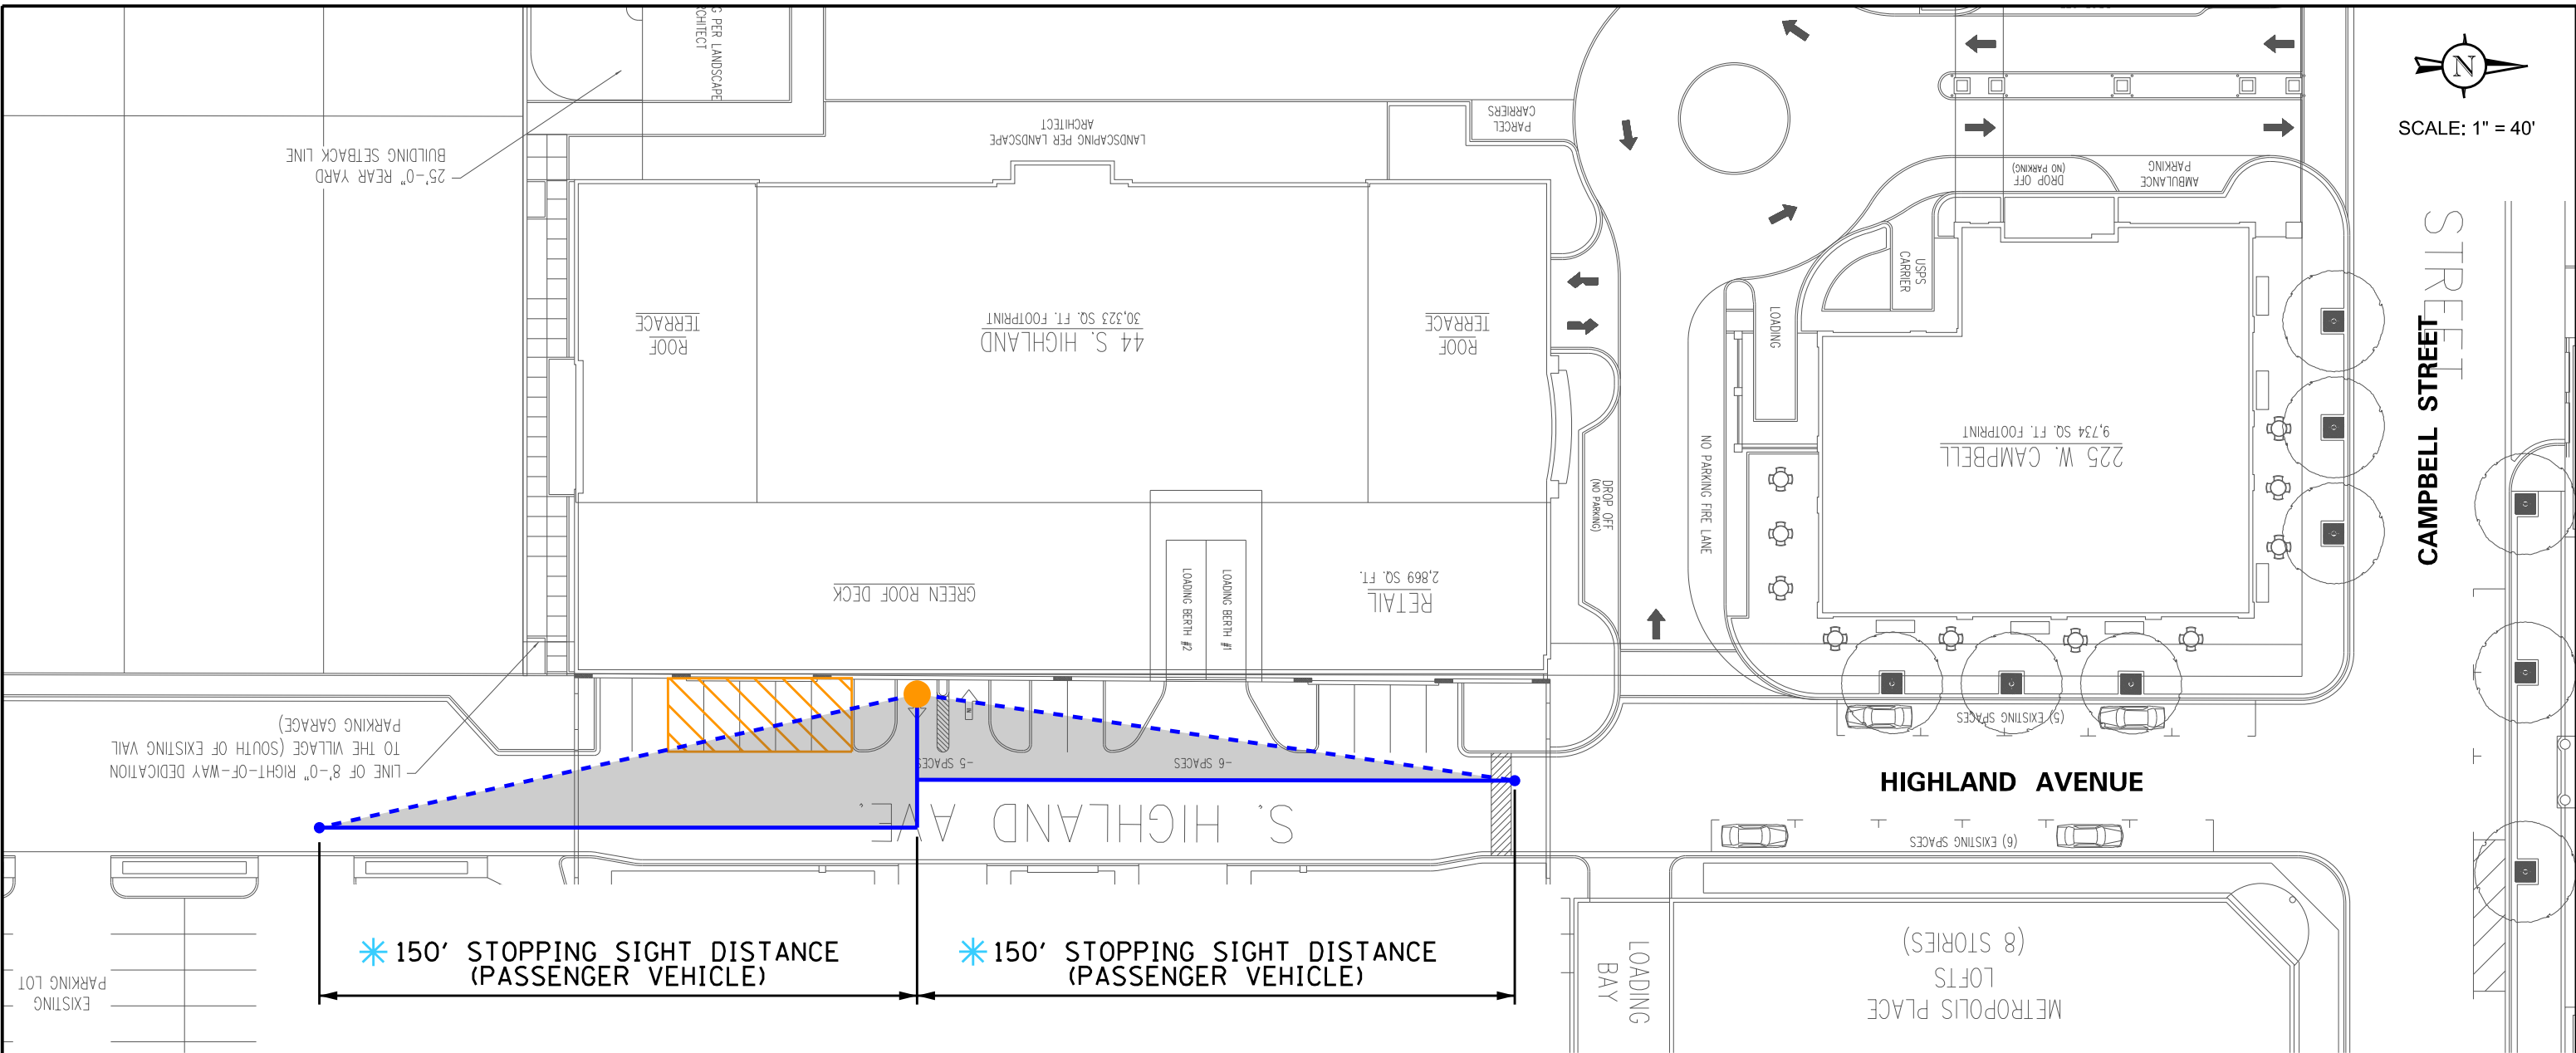 G PER LANDSCAPE
CHITECT
25'-0" REAR YARD
BUILDING SETBACK LINE
LANDSCAPING PER LANDSCAPE
ARCHITECT
PARCEL
CARRIERS
DROP OFF
(NO PARKING)
AMBULANCE
PARKING
N
SCALE: 1" = 40'
STREET
CAMPBELL STREET
USPS
CARRIER
LOADING
ROOF
TERRACE
44 S. HIGHLAND
30,323 SQ. FT. FOOTPRINT
ROOF
TERRACE
225 W. CAMPBELL
9,734 SQ. FT. FOOTPRINT
NO PARKING FIRE LANE
DROP OFF
(NO PARKING)
GREEN ROOF DECK
LOADING BERTH #2
LOADING BERTH #1
RETAIL
2,869 SQ. FT.
LINE OF 8'-0" RIGHT-OF-WAY DEDICATION
TO THE VILLAGE (SOUTH OF EXISTING VAIL
PARKING GARAGE)
IN
-5 SPACES
-6 SPACES
(5) EXISTING SPACES
HIGHLAND AVENUE
S. HIGHLAND AVE.
(6) EXISTING SPACES
150' STOPPING SIGHT DISTANCE
(PASSENGER VEHICLE)
150' STOPPING SIGHT DISTANCE
(PASSENGER VEHICLE)
EXISTING
PARKING LOT
LOADING
BAY
METROPOLIS PLACE
LOFTS
(8 STORIES)